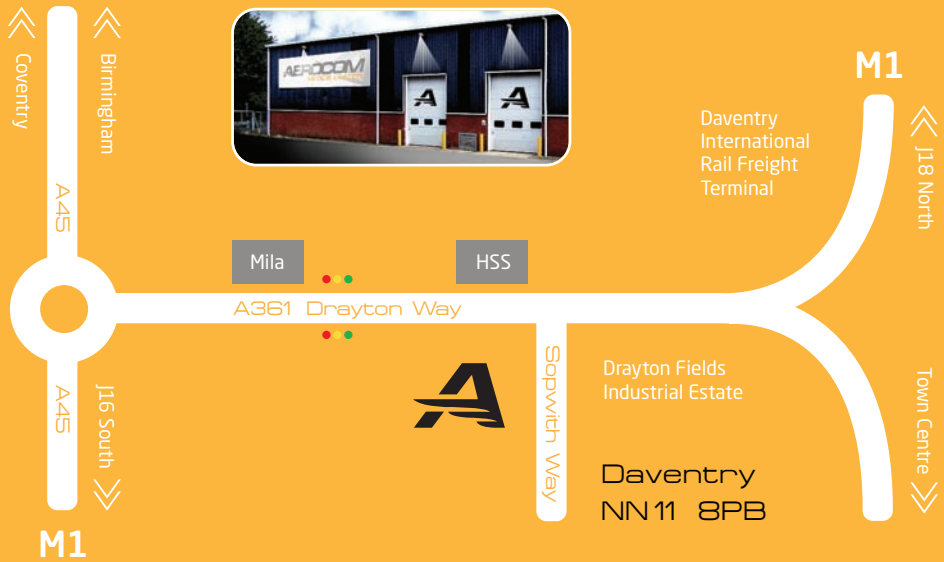 Coventry
Birmingham
A45
AEROCOM
M1
Daventry
International
Rail Freight
Terminal
J18 North
Mila
HSS
A361 Drayton Way
A45
J16 South
M1
Sopwith Way
Drayton Fields
Industrial Estate
Town Centre
Daventry
NN11 8PB